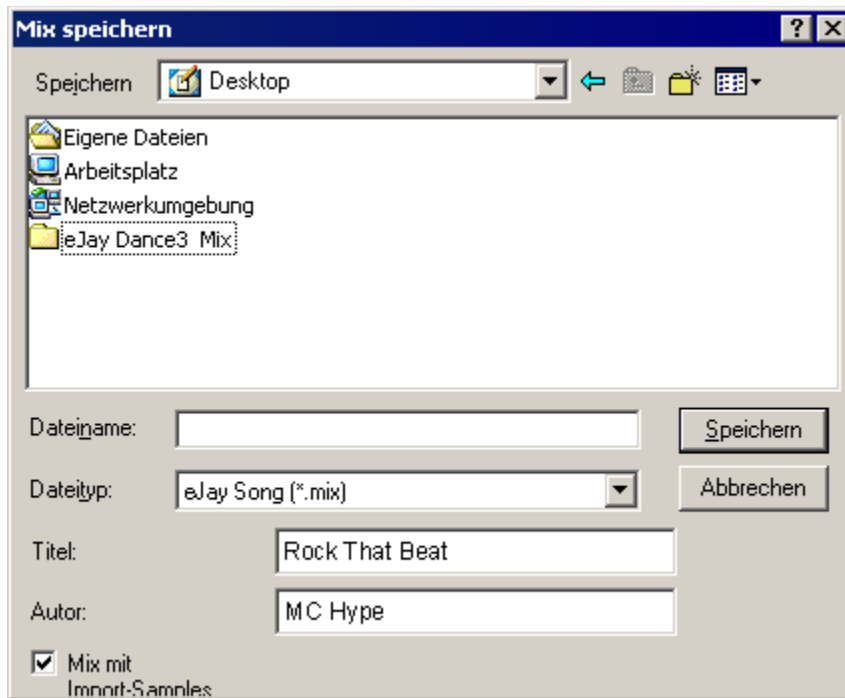 Mix speichern
Speichern Desktop
Eigene Dateien
Arbeitsplatz
Netzwerkumgebung
eJay Dance3 Mix
Dateiname: Speichern
Dateityp: eJay Song (*.mix) Abbrechen
Titel: Rock That Beat
Autor: MC Hype
Mix mit
Import-Samples